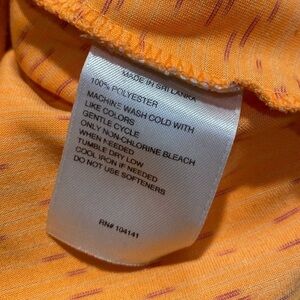 MADE IN SRI LANKA
100% POLYESTER
MACHINE WASH COLD WITH
LIKE COLORS
GENTLE CYCLE
ONLY NON-CHLORINE BLEACH
WHEN NEEDED
TUMBLE DRY LOW
COOL IRON IF NEEDED
DO NOT USE SOFTENERS
RN# 104141